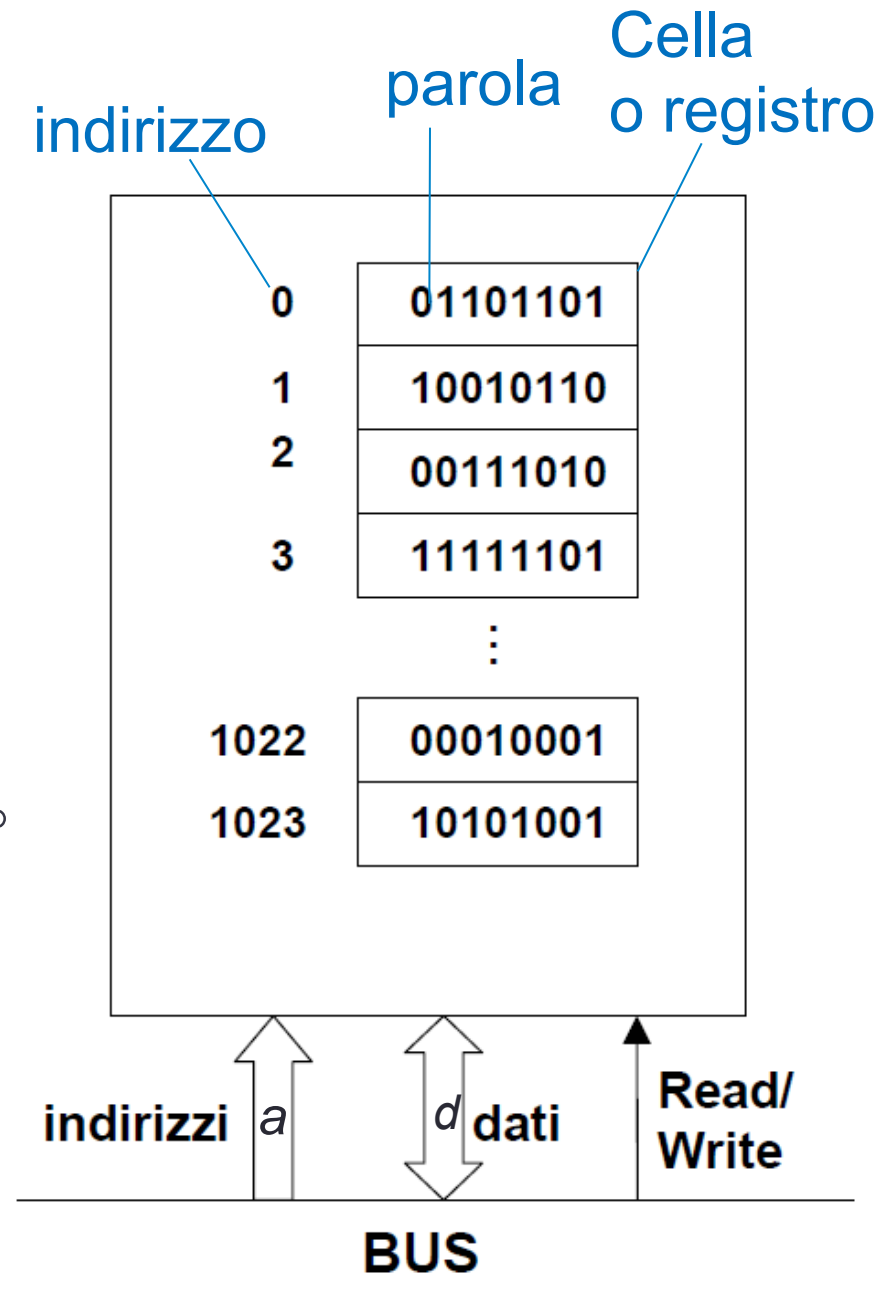 Cella
o registro
parola
indirizzo
0 01101101
1 10010110
2 00111010
3 11111101
⋮
1022 00010001
1023 10101001
indirizzi a d dati Read/
Write
BUS